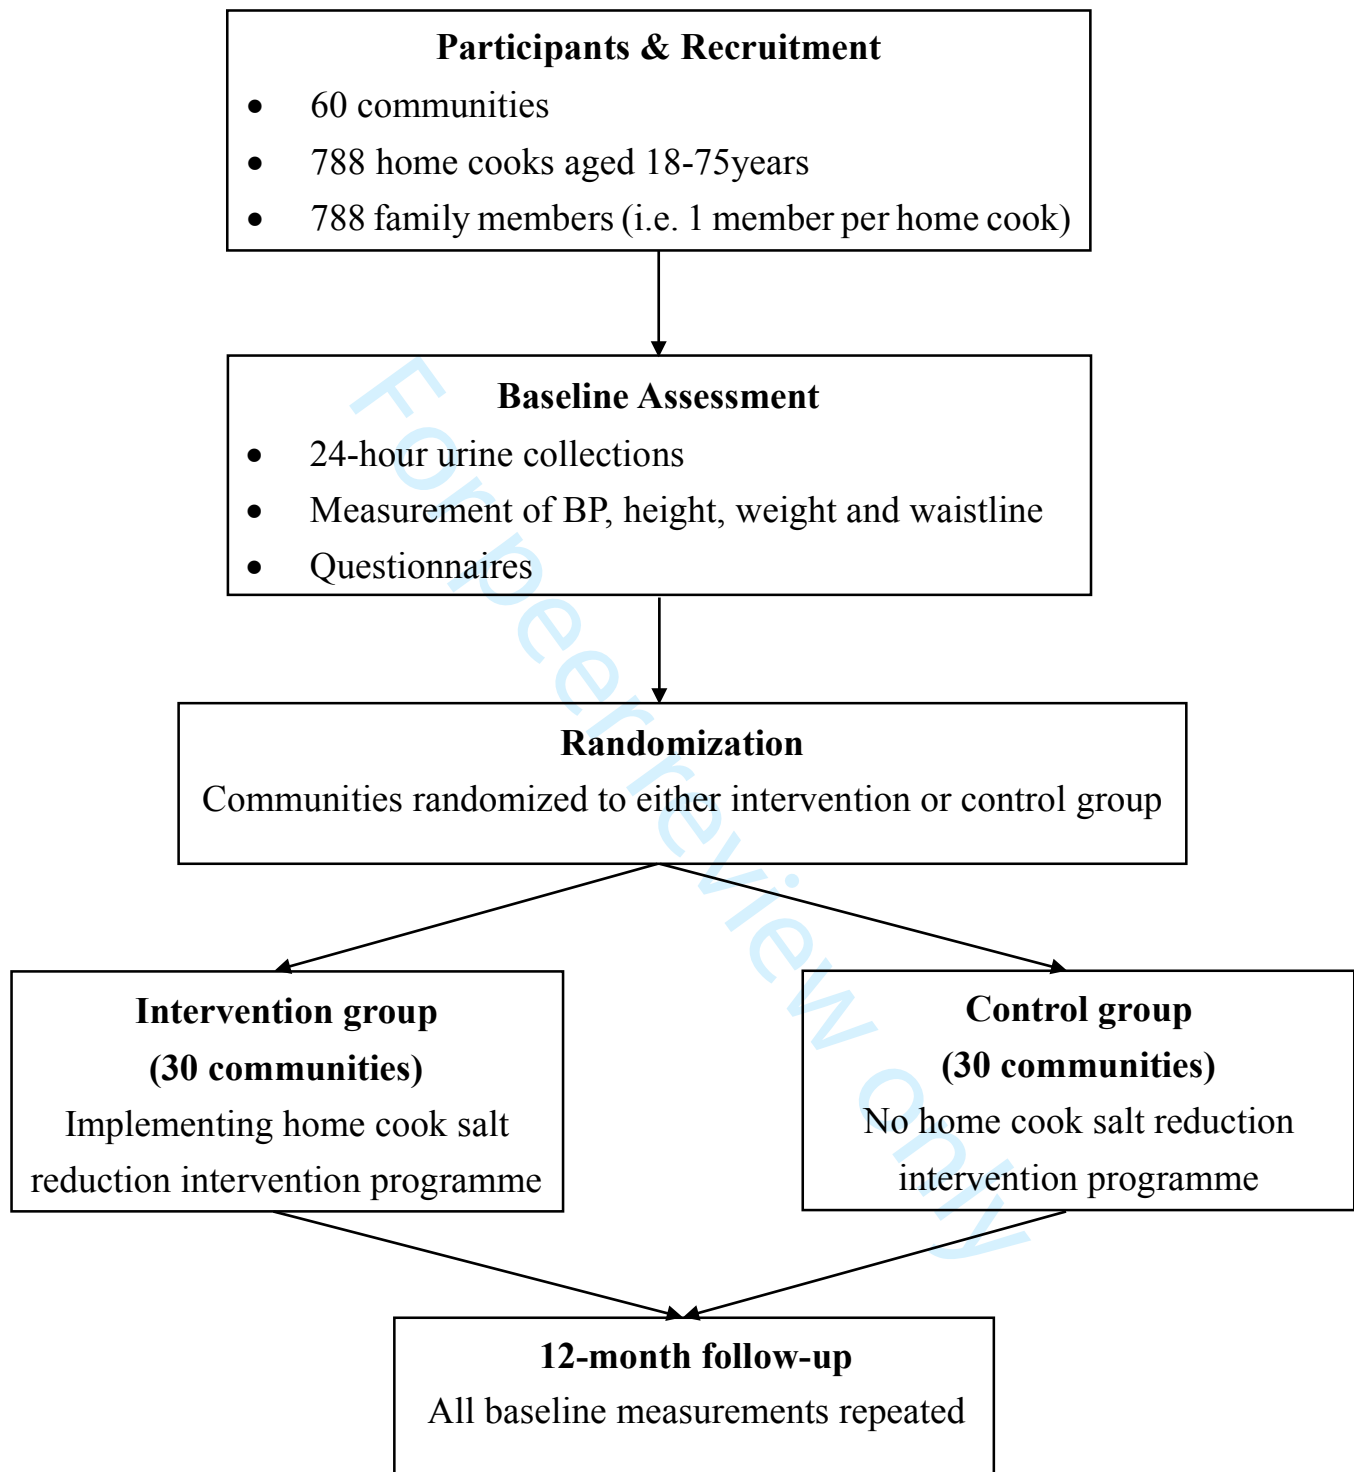 Participants & Recruitment
• 60 communities
• 788 home cooks aged 18-75years
• 788 family members (i.e. 1 member per home cook)
Baseline Assessment
• 24-hour urine collections
• Measurement of BP, height, weight and waistline
• Questionnaires
Randomization
Communities randomized to either intervention or control group
Intervention group
(30 communities)
Implementing home cook salt
reduction intervention programme
Control group
(30 communities)
No home cook salt reduction
intervention programme
12-month follow-up
All baseline measurements repeated
For peer review only